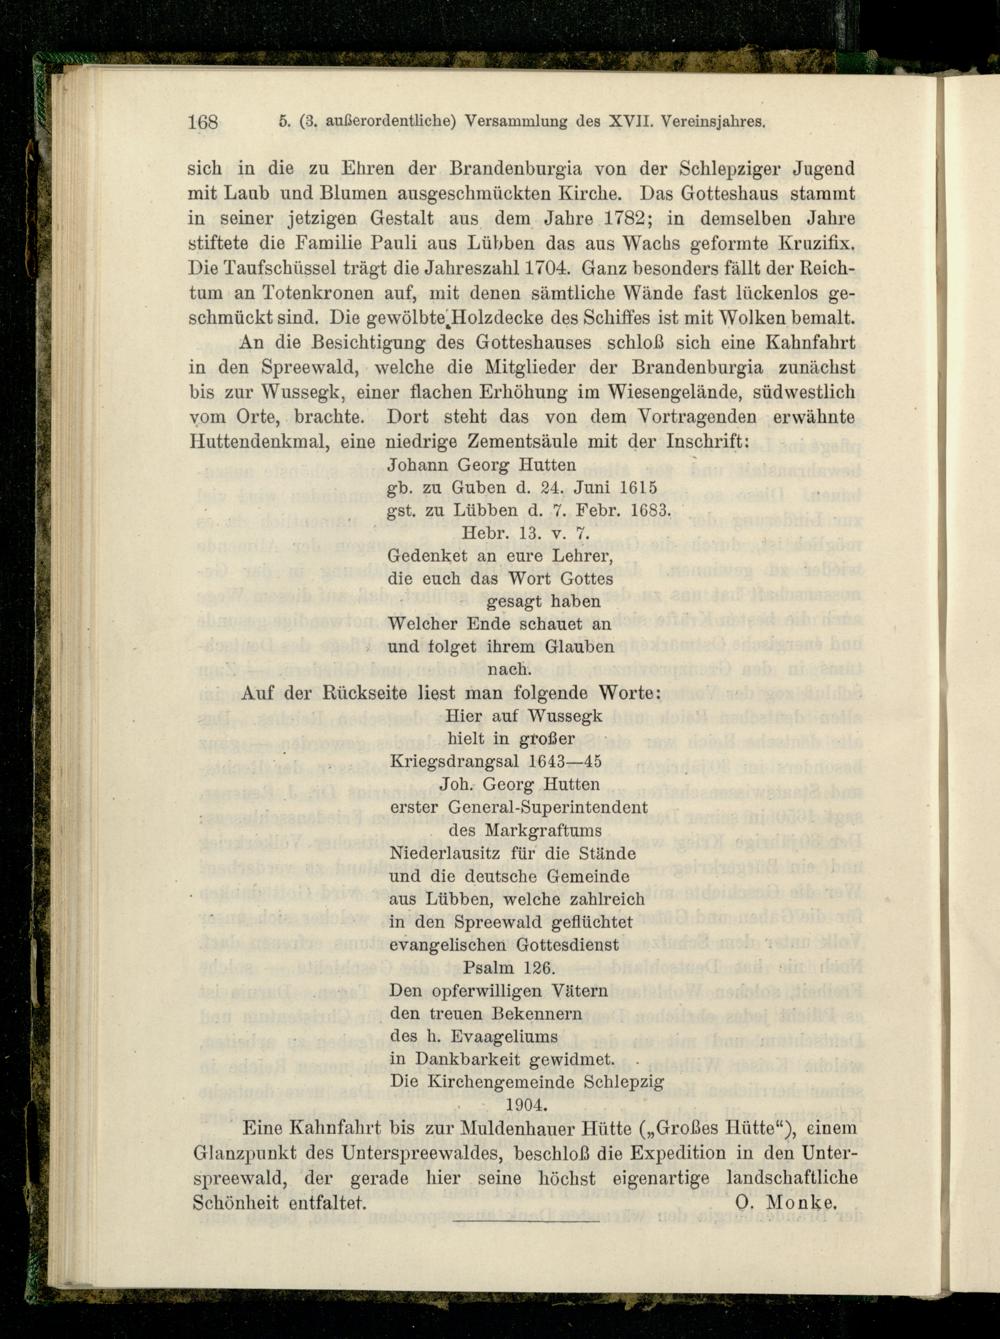 168 5. (3. außerordentliche) Versammlung des XVII. Vereinsjahres.
sich in die zu Ehren der Brandenburgia von der Schlepziger Jugend
mit Laub und Blumen ausgeschmückten Kirche. Das Gotteshaus stammt
in seiner jetzigen Gestalt aus dem Jahre 1782; in demselben Jahre
stiftete die Familie Pauli aus Lübben das aus Wachs geformte Kruzifix.
Die Taufschüssel trägt die Jahreszahl 1704. Ganz besonders fällt der Reich-
tum an Totenkronen auf, mit denen sämtliche Wände fast lückenlos ge-
schmückt sind. Die gewölbte Holzdecke des Schiffes ist mit Wolken bemalt.
An die Besichtigung des Gotteshauses schloß sich eine Kahnfahrt
in den Spreewald, welche die Mitglieder der Brandenburgia zunächst
bis zur Wussegk, einer flachen Erhöhung im Wiesengelände, südwestlich
vom Orte, brachte. Dort steht das von dem Vortragenden erwähnte
Huttendenkmal, eine niedrige Zementsäule mit der Inschrift:
Johann Georg Hutten
gb. zu Guben d. 24. Juni 1615
gst. zu Lübben d. 7. Febr. 1683.
Hebr. 13. v. 7.
Gedenket an eure Lehrer,
die euch das Wort Gottes
gesagt haben
Welcher Ende schauet an
und folget ihrem Glauben
nach.
Auf der Rückseite liest man folgende Worte:
Hier auf Wussegk
hielt in großer
Kriegsdrangsal 1643—45
Joh. Georg Hutten
erster General-Superintendent
des Markgraftums
Niederlausitz für die Stände
und die deutsche Gemeinde
aus Lübben, welche zahlreich
in den Spreewald geflüchtet
evangelischen Gottesdienst
Psalm 126.
Den opferwilligen Vätern
den treuen Bekennern
des h. Evaageliums
in Dankbarkeit gewidmet.
Die Kirchengemeinde Schlepzig
1904.
Eine Kahnfahrt bis zur Muldenhauer Hütte („Großes Hütte“), einem
Glanzpunkt des Unterspreewaldes, beschloß die Expedition in den Unter-
spreewald, der gerade hier seine höchst eigenartige landschaftliche
Schönheit entfaltet. O. Monke.